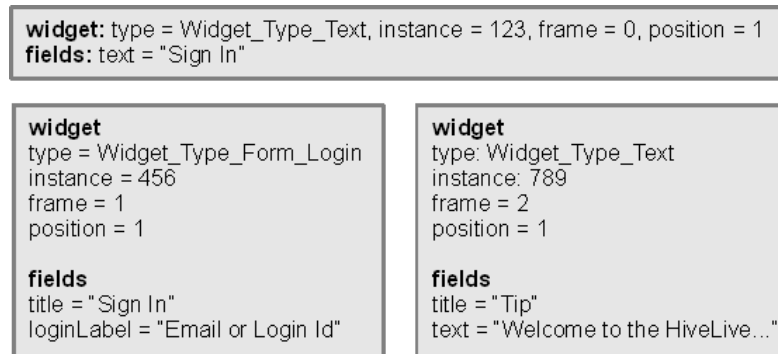 widget: type = Widget_Type_Text, instance = 123, frame = 0, position = 1
fields: text = "Sign In"
widget
type = Widget_Type_Form_Login
instance = 456
frame = 1
position = 1
fields
title = "Sign In"
loginLabel = "Email or Login Id"
widget
type: Widget_Type_Text
instance: 789
frame = 2
position = 1
fields
title = "Tip"
text = "Welcome to the HiveLive..."